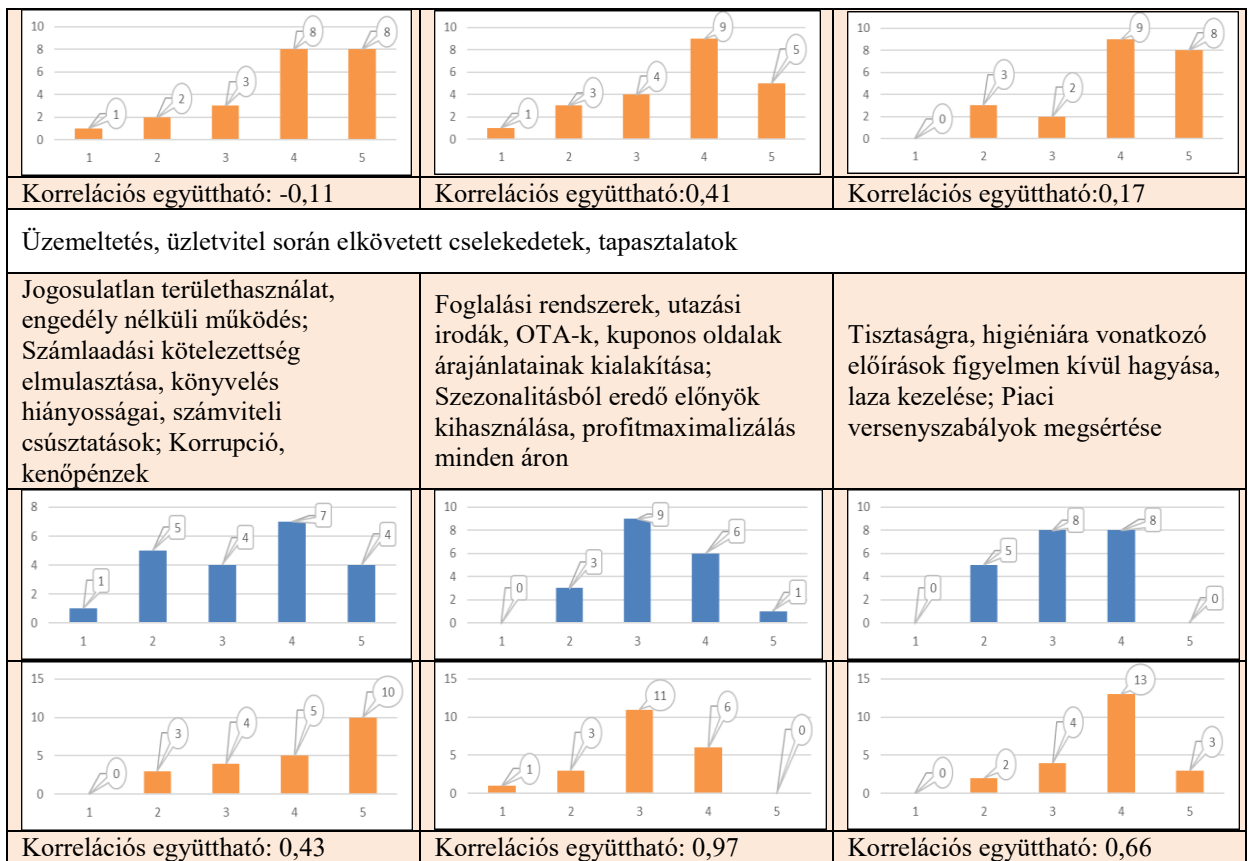 10
8
6
4
2
0
1
2
3
8
8
1 2 3 4 5
10
8
6
4
2
0
1
3
4
9
5
1 2 3 4 5
10
8
6
4
2
0
0
3
2
9
8
1 2 3 4 5
Korrelációs együttható: -0,11
Korrelációs együttható:0,41
Korrelációs együttható:0,17
Üzemeltetés, üzletvitel során elkövetett cselekedetek, tapasztalatok
Jogosulatlan területhasználat,
engedély nélküli működés;
Számlaadási kötelezettség
elmulasztása, könyvelés
hiányosságai, számviteli
csúsztatások; Korrupció,
kenőpénzek
Foglalási rendszerek, utazási
irodák, OTA-k, kuponos oldalak
árajánlatainak kialakítása;
Szezonalitásból eredő előnyök
kihasználása, profitmaximalizálás
minden áron
Tisztaságra, higiéniára vonatkozó
előírások figyelmen kívül hagyása,
laza kezelése; Piaci
versenyszabályok megsértése
8
6
4
2
0
1
5
4
7
4
1 2 3 4 5
10
8
6
4
2
0
0
3
9
6
1
1 2 3 4 5
10
8
6
4
2
0
0
5
8
8
0
1 2 3 4 5
15
10
5
0
0
3
4
5
10
1 2 3 4 5
15
10
5
0
1
3
11
6
0
1 2 3 4 5
15
10
5
0
0
2
4
13
3
1 2 3 4 5
Korrelációs együttható: 0,43
Korrelációs együttható: 0,97
Korrelációs együttható: 0,66